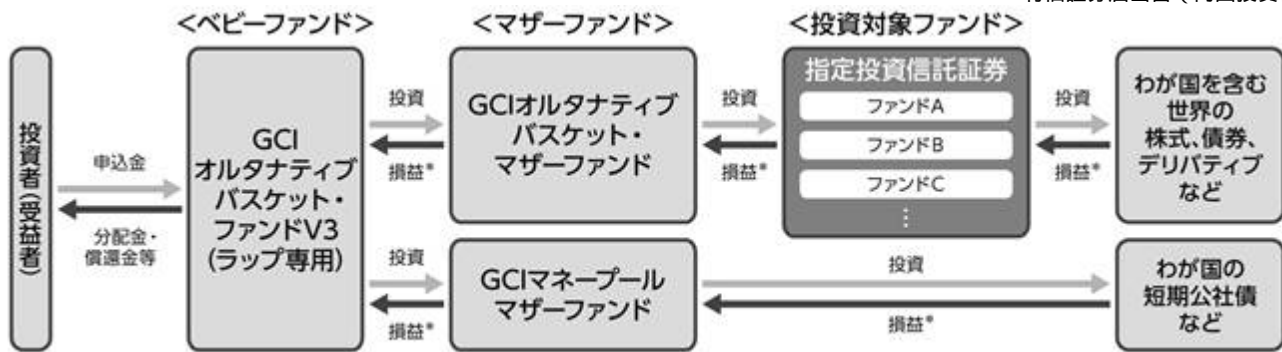 <ベビーファンド>
<マザーファンド>
<投資対象ファンド>
投資者(受益者)
申込金
分配金・
償還金等
GCI
オルタナティブ
バスケット・
ファンドV3
(ラップ専用)
投資
損益*
GCIオルタナティブ
バスケット・
マザーファンド
投資
損益*
指定投資信託証券
ファンドA
ファンドB
ファンドC
⋮
投資
損益*
わが国を含む
世界の
株式、債券、
デリバティブ
など
投資
損益*
GCIマネープール
マザーファンド
投資
損益*
わが国の
短期公社債
など